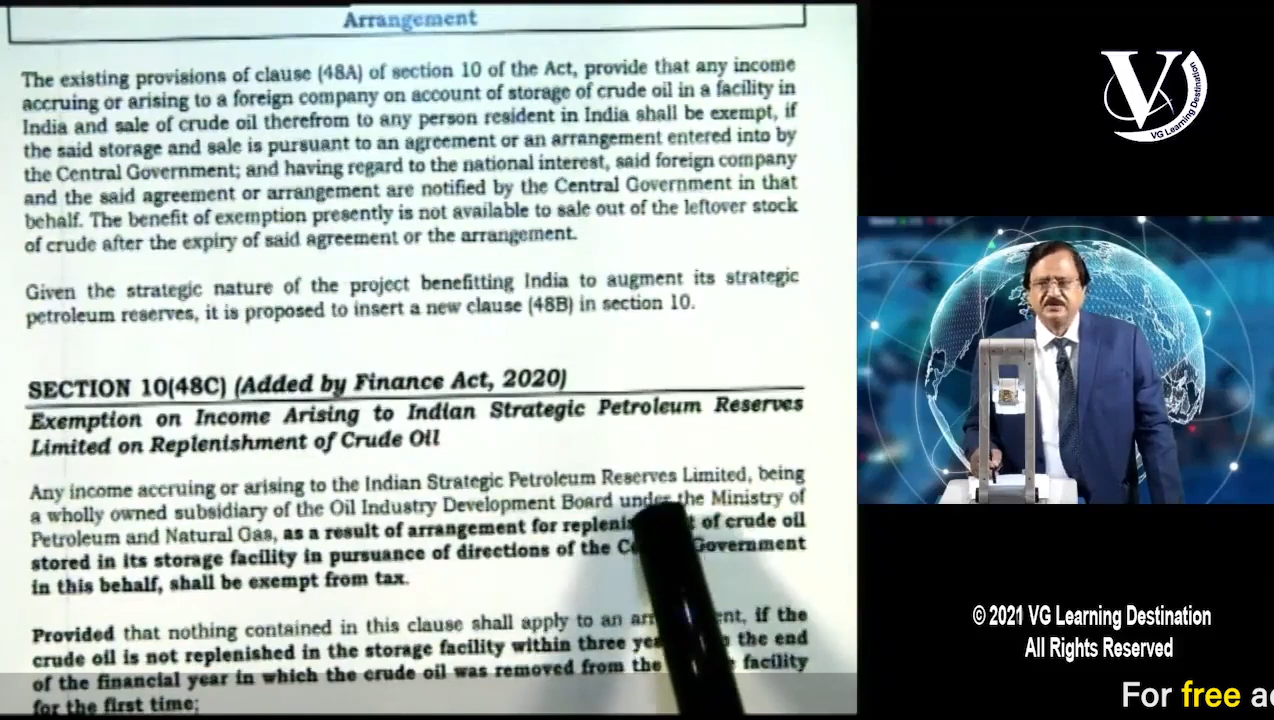 Arrangement
The existing provisions of clause (48A) of section 10 of the Act, provide that any income
accruing or arising to a foreign company on account of storage of crude oil in a facility in
India and sale of crude oil therefrom to any person resident in India shall be exempt, if
the said storage and sale is pursuant to an agreement or an arrangement entered into by
the Central Government; and having regard to the national interest, said foreign company
and the said agreement or arrangement are notified by the Central Government in that
behalf. The benefit of exemption presently is not available to sale out of the leftover stock
of crude after the expiry of said agreement or the arrangement.
Given the strategic nature of the project benefitting India to augment its strategic
petroleum reserves, it is proposed to insert a new clause (48B) in section 10.
SECTION 10(48C) (Added by Finance Act, 2020)
Exemption on Income Arising to Indian Strategic Petroleum Reserves
Limited on Replenishment of Crude Oil
Any income accruing or arising to the Indian Strategic Petroleum Reserves Limited, being
a wholly owned subsidiary of the Oil Industry Development Board under the Ministry of
Petroleum and Natural Gas, as a result of arrangement for of crude oil
stored in its storage facility in pursuance of directions of the Government
in this behalf, shall be exempt from tax.
Provided that nothing contained in this clause shall apply to an if the
crude oil is not replenished in the storage facility within three the end
of the financial year in which the crude oil was removed from the facility
for the first time;
V
VG Learning Destination
© 2021 VG Learning Destination
All Rights Reserved
For free